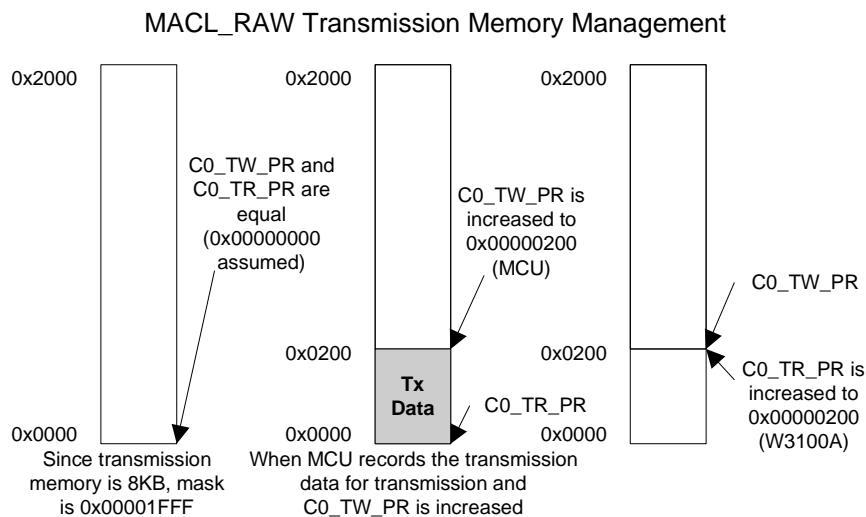 MACL_RAW Transmission Memory Management
0x2000
C0_TW_PR and
C0_TR_PR are
equal
(0x00000000
assumed)
0x0000
Since transmission
memory is 8KB, mask
is 0x00001FFF
0x2000
C0_TW_PR is
increased to
0x00000200
(MCU)
0x0200
Tx
Data
C0_TR_PR
0x0000
When MCU records the transmission
data for transmission and
C0_TW_PR is increased
0x2000
C0_TW_PR
0x0200
C0_TR_PR is
increased to
0x00000200
(W3100A)
0x0000